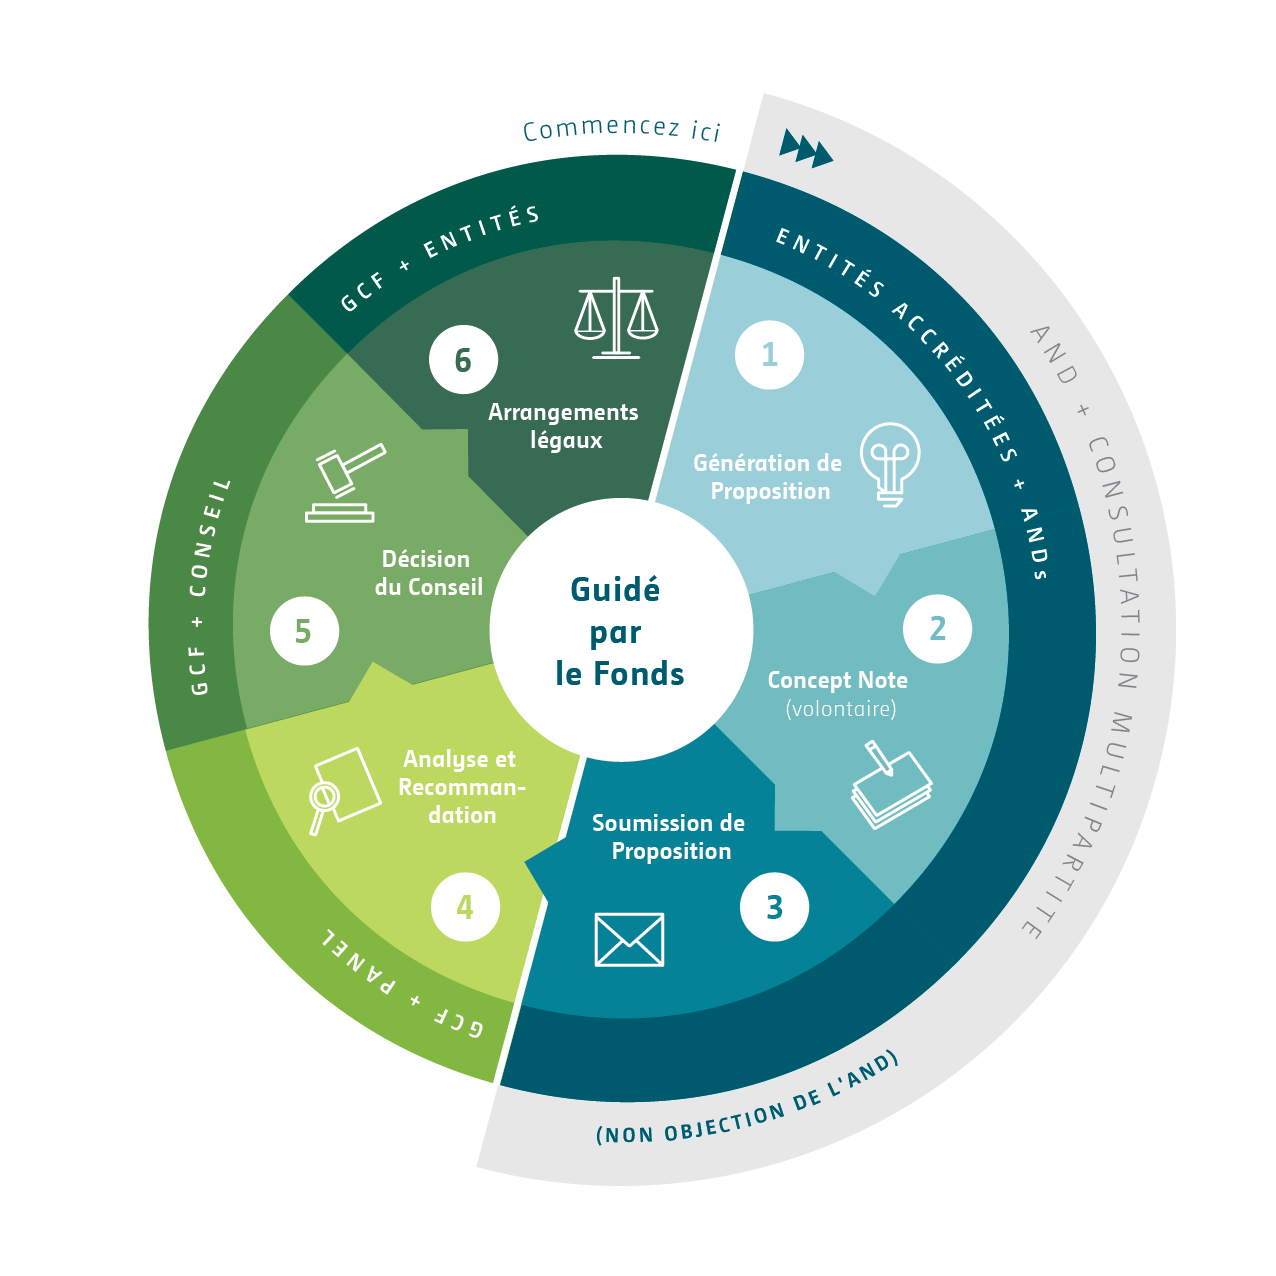 Commencez ici
AND + CONSULTATION MULTIPARTITE
ENTITÉS ACCRÉDITÉES + ANDs
1
Génération de
Proposition
2
Concept Note
(volontaire)
3
Soumission de
Proposition
(NON OBJECTION DE L'AND)
GCF + PANEL
4
Analyse et
Recomman-
dation
GCF + CONSEIL
5
Décision
du Conseil
GCF + ENTITÉS
6
Arrangements
légaux
Guidé
par
le Fonds